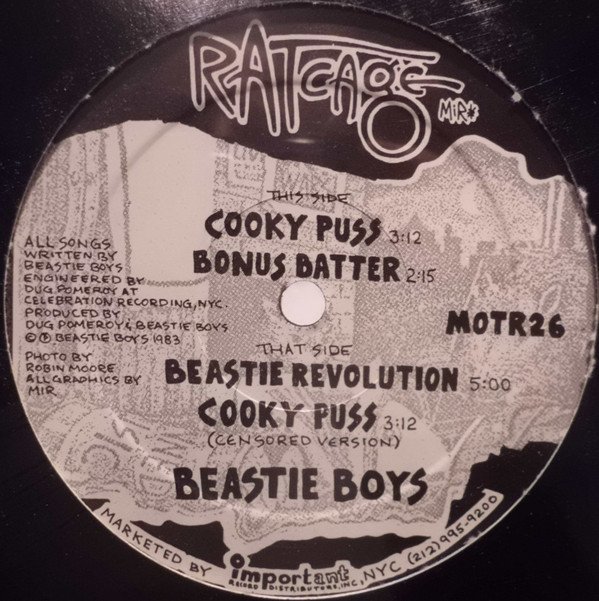 RATCAGE
MiR*
THIS SIDE
COOKY PUSS 3:12
BONUS BATTER 2:15
ALL SONGS
WRITTEN BY
BEASTIE BOYS
ENGINEERED BY
DUG POMEROY AT
CELEBRATION RECORDING, NYC.
PRODUCED BY
DUG POMEROY & BEASTIE BOYS
© ℗ BEASTIE BOYS 1983
PHOTO BY
ROBIN MOORE
ALL GRAPHICS BY
MIR
MOTR26
THAT SIDE
BEASTIE REVOLUTION 5:00
COOKY PUSS 3:12
(CENSORED VERSION)
BEASTIE BOYS
MARKETED BY important RECORD DISTRIBUTORS, INC, NYC (212) 995-9200